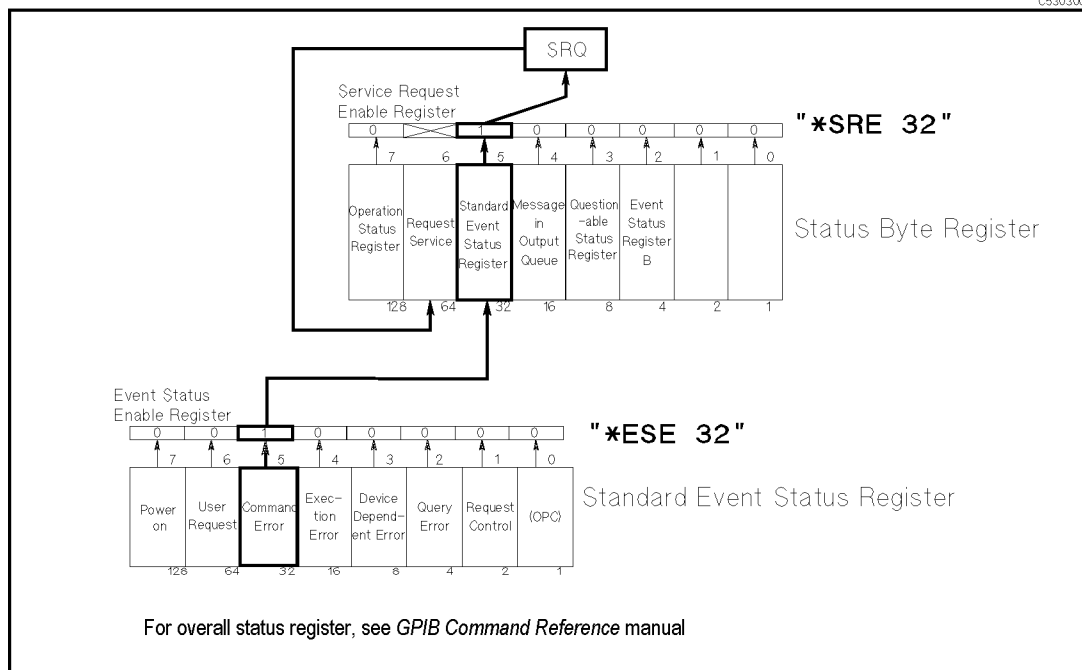 C530300
SRQ
Service Request
Enable Register
0 1 0 0 0 0 0
"*SRE 32"
7 6 5 4 3 2 1 0
Operation
Status
Register
Request
Service
Standard
Event
Status
Register
Message
in
Output
Queue
Question
-able
Status
Register
Event
Status
Register
B
Status Byte Register
128 64 32 16 8 4 2 1
Event Status
Enable Register
0 0 1 0 0 0 0 0
"*ESE 32"
7 6 5 4 3 2 1 0
Power
on
User
Request
Command
Error
Exec-
tion
Error
Device
Depend-
ent Error
Query
Error
Request
Control
(OPC)
Standard Event Status Register
128 64 32 16 8 4 2 1
For overall status register, see GPIB Command Reference manual